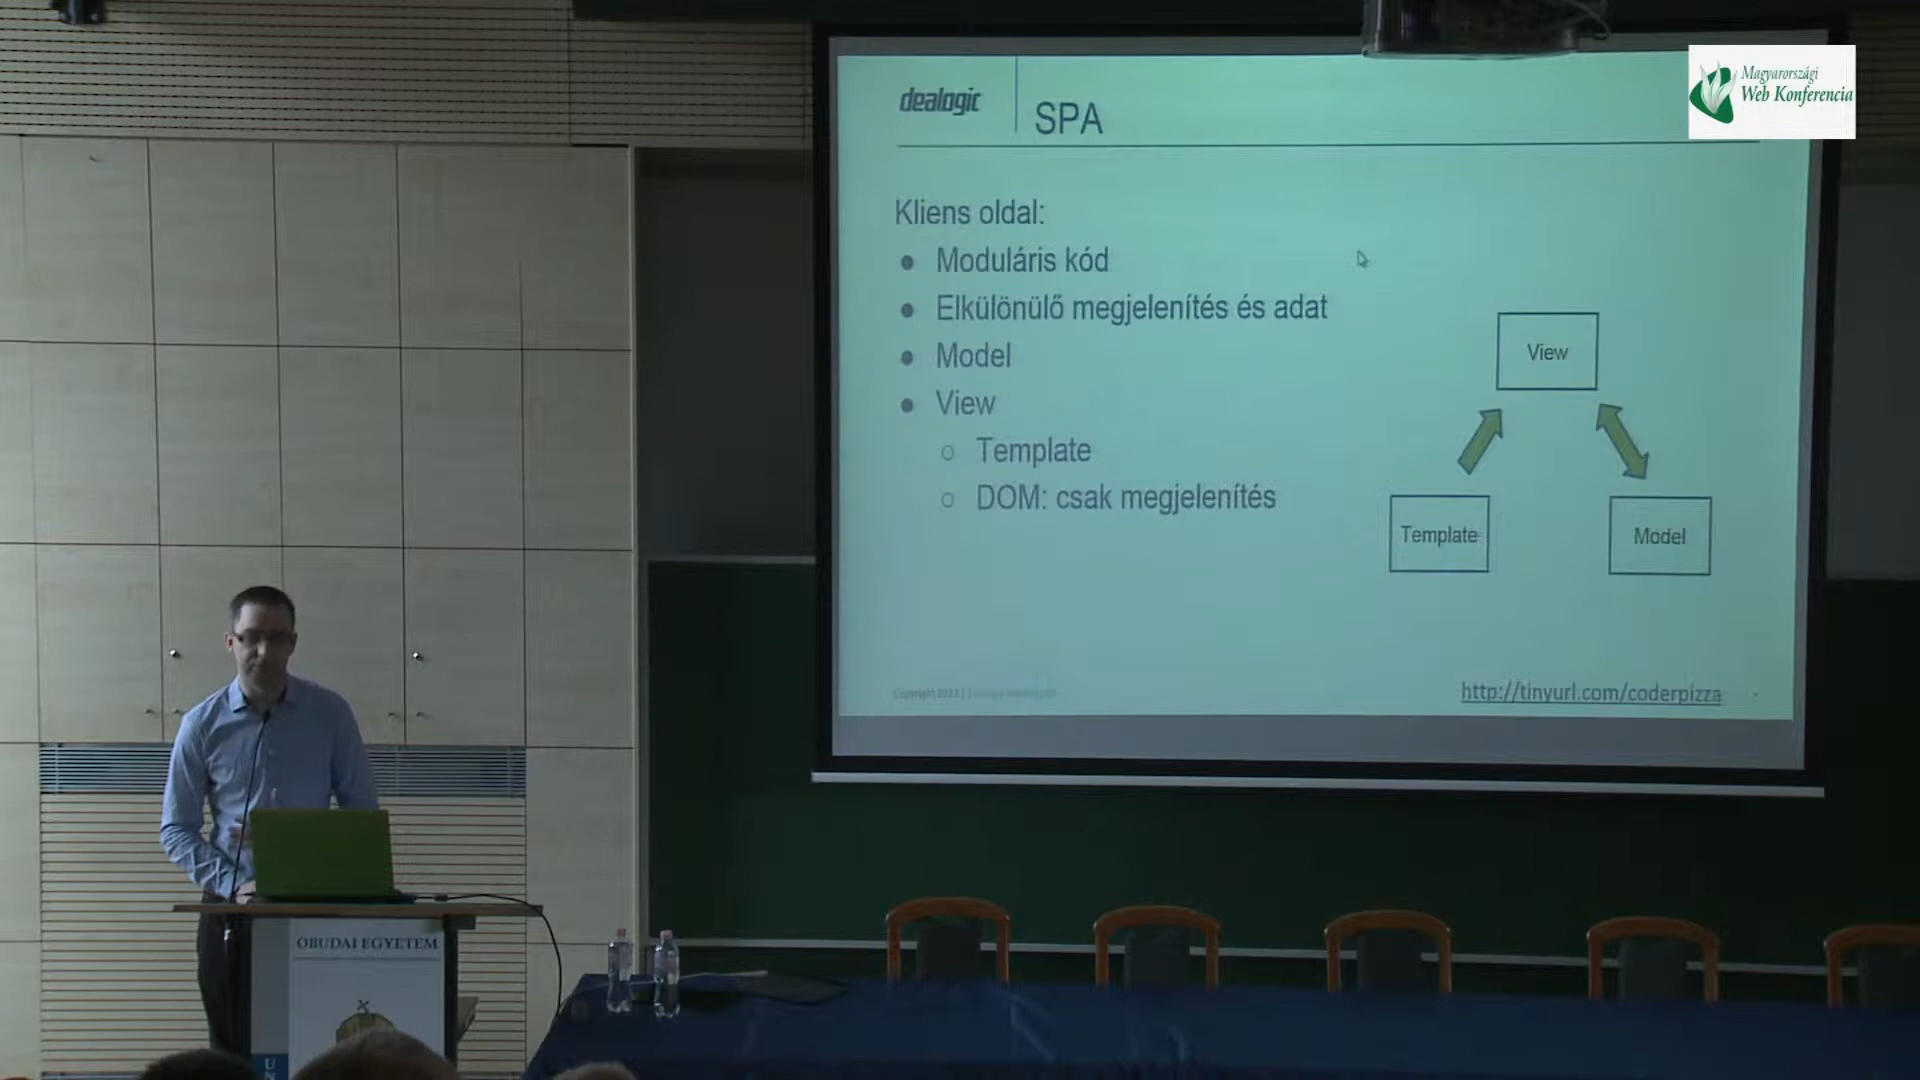 dealogic
SPA
Magyarországi
Web Konferencia
Kliens oldal:
● Moduláris kód
● Elkülönülő megjelenítés és adat
● Model
● View
○ Template
○ DOM: csak megjelenítés
View
Template
Model
http://tinyurl.com/coderpizza
ÓBUDAI EGYETEM
U